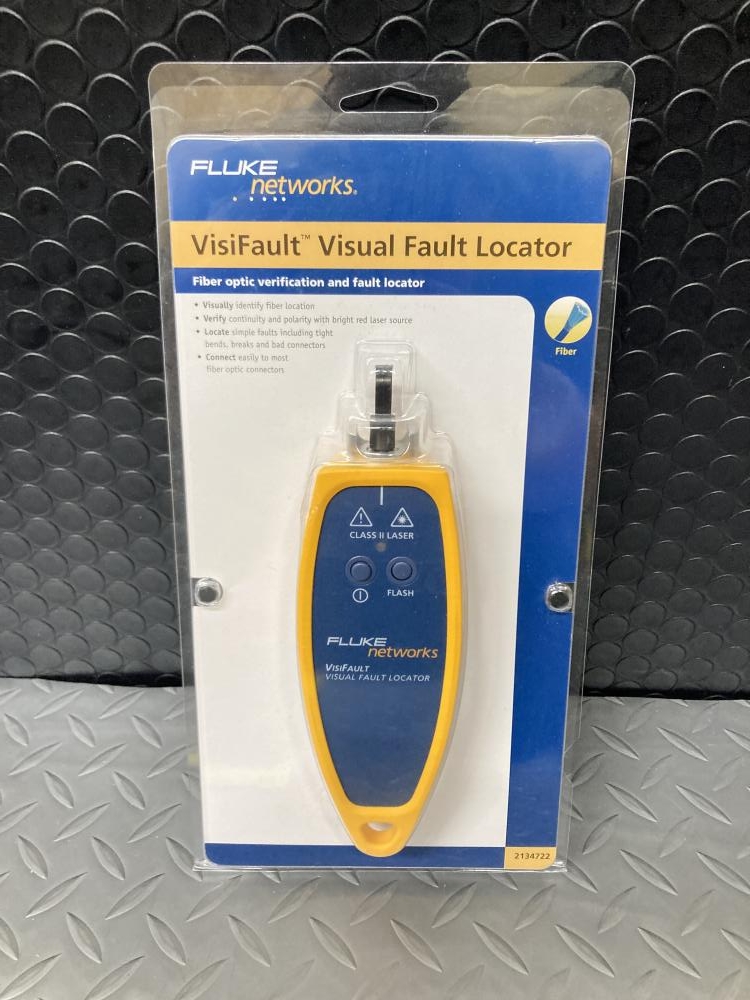 FLUKE
networks®
VisiFault™ Visual Fault Locator
Fiber optic verification and fault locator
• Visually identify fiber location
• Verify continuity and polarity with bright red laser source
• Locate simple faults including tight
bends, breaks and bad connectors
• Connect easily to most
fiber optic connectors
Fiber
CLASS II LASER
FLASH
FLUKE
networks
VISIFAULT
VISUAL FAULT LOCATOR
2134722